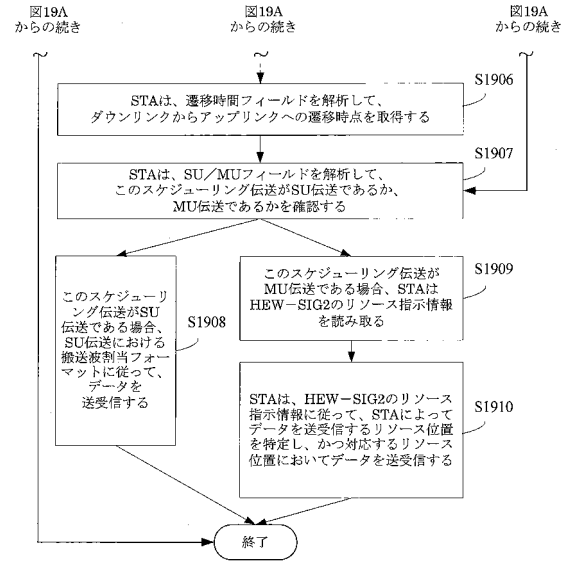 図19A
からの続き
図19A
からの続き
図19A
からの続き
S1906
STAは、遷移時間フィールドを解析して、
ダウンリンクからアップリンクへの遷移時点を取得する
S1907
STAは、SU/MUフィールドを解析して、
このスケジューリング伝送がSU伝送であるか、
MU伝送であるかを確認する
このスケジューリ
ング伝送がSU
伝送である場合、
SU伝送における
搬送波割当フォー
マットに従って、
データを
送受信する
S1908
このスケジューリング伝送が
MU伝送である場合、STAは
HEW-SIG2のリソース指示情報
を読み取る
S1909
STAは、HEW-SIG2のリソース
指示情報に従って、STAによって
データを送受信するリソース位置
を特定し、かつ対応するリソース
位置においてデータを送受信する
S1910
終了